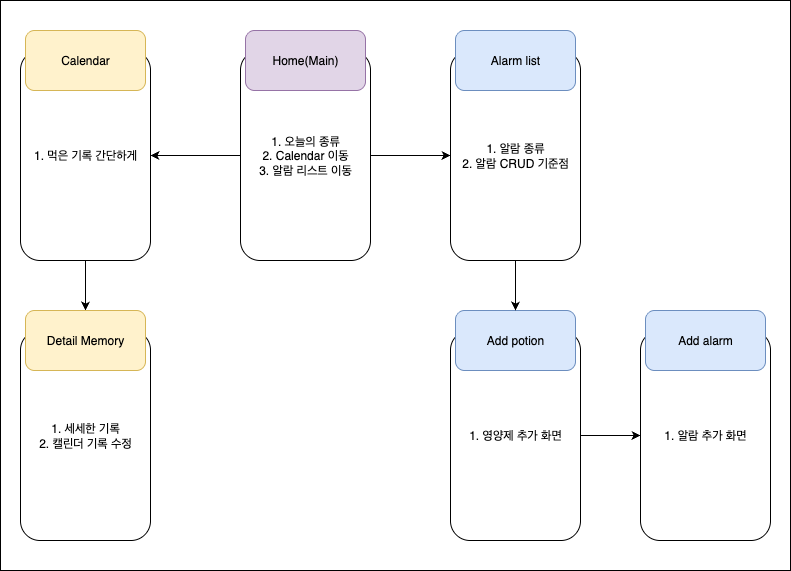 Calendar
1. 먹은 기록 간단하게
Home(Main)
1. 오늘의 종류
2. Calendar 이동
3. 알람 리스트 이동
Alarm list
1. 알람 종류
2. 알람 CRUD 기준점
Detail Memory
1. 세세한 기록
2. 캘린더 기록 수정
Add potion
1. 영양제 추가 화면
Add alarm
1. 알람 추가 화면